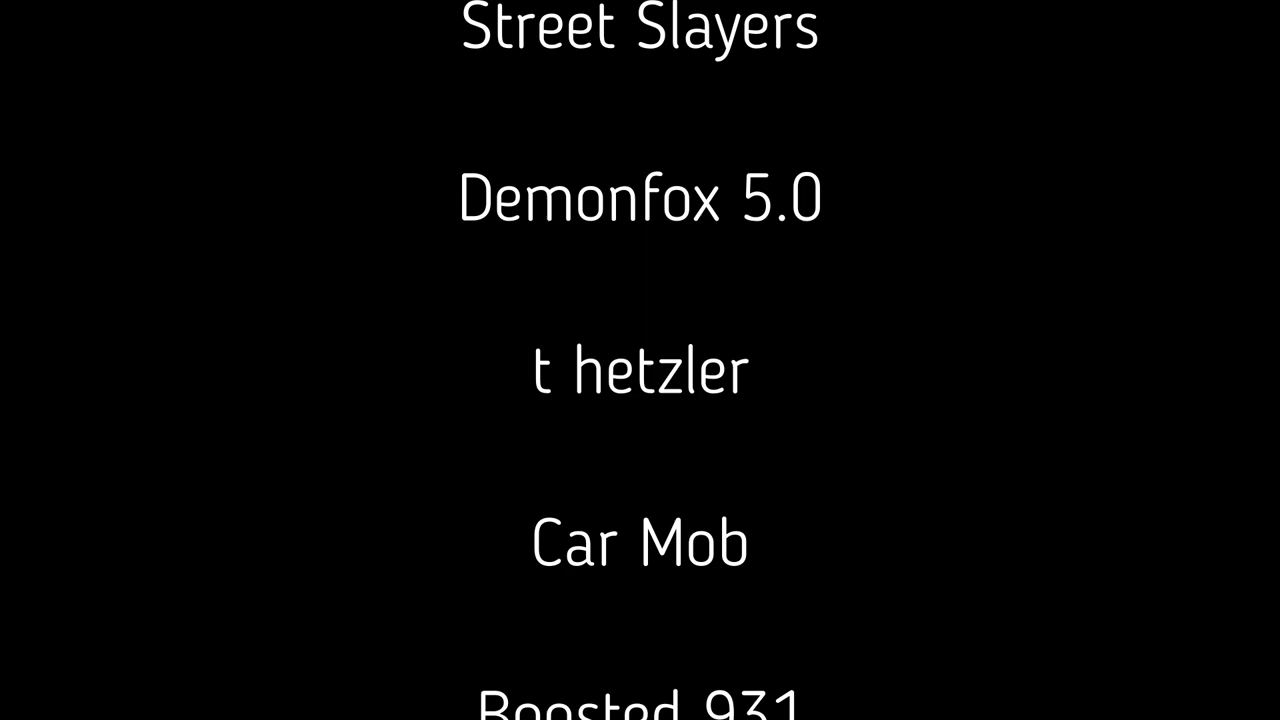 Street Slayers
Demonfox 5.0
t hetzler
Car Mob
Boosted 931